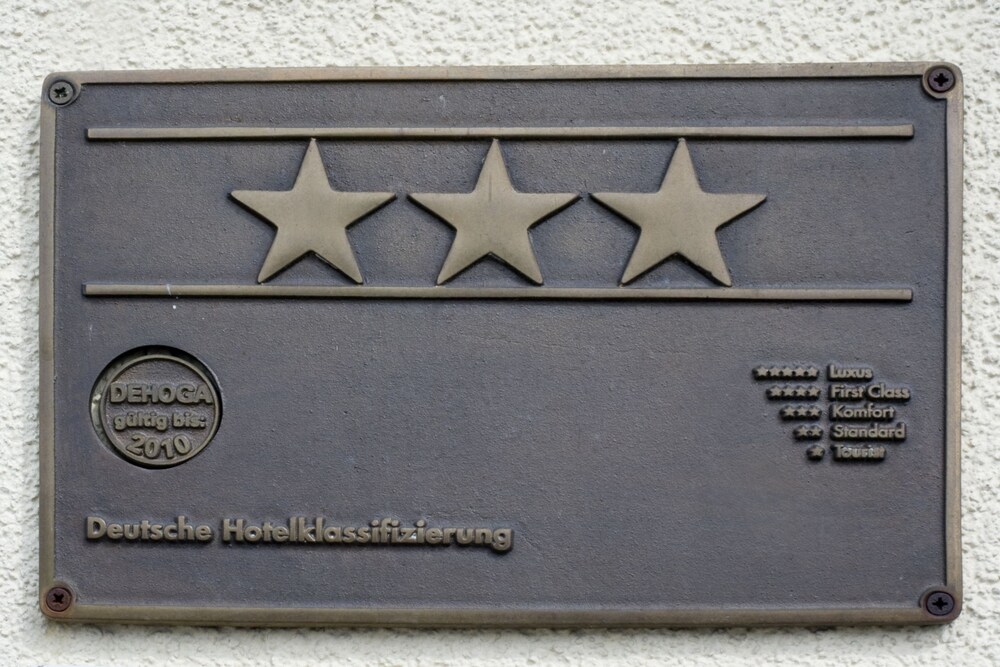 DEHOGA
gültig bis:
2010
★★★★★ Luxus
★★★★ First Class
★★★ Komfort
★★ Standard
★ Tourist
Deutsche Hotelklassifizierung